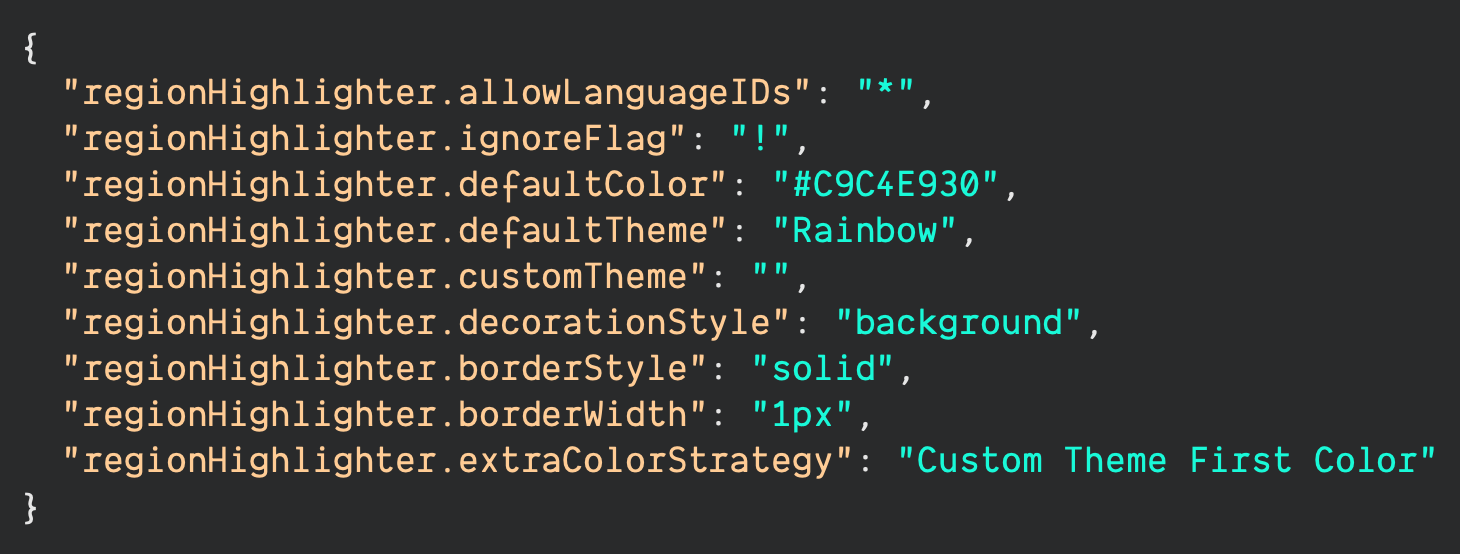 {
"regionHighlighter.allowLanguageIDs": "*",
"regionHighlighter.ignoreFlag": "!",
"regionHighlighter.defaultColor": "#C9C4E930",
"regionHighlighter.defaultTheme": "Rainbow",
"regionHighlighter.customTheme": "",
"regionHighlighter.decorationStyle": "background",
"regionHighlighter.borderStyle": "solid",
"regionHighlighter.borderWidth": "1px",
"regionHighlighter.extraColorStrategy": "Custom Theme First Color"
}